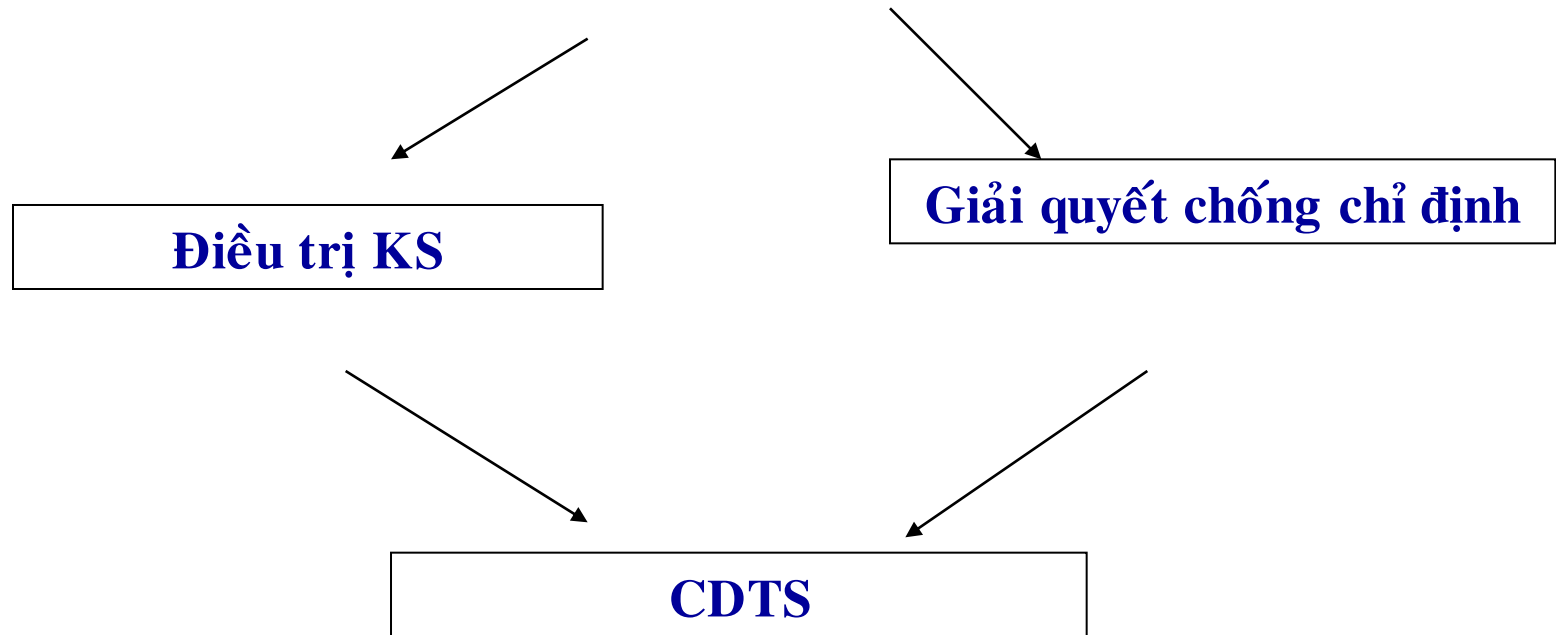 Giải quyết chống chỉ định
Điều trị KS
CDTS